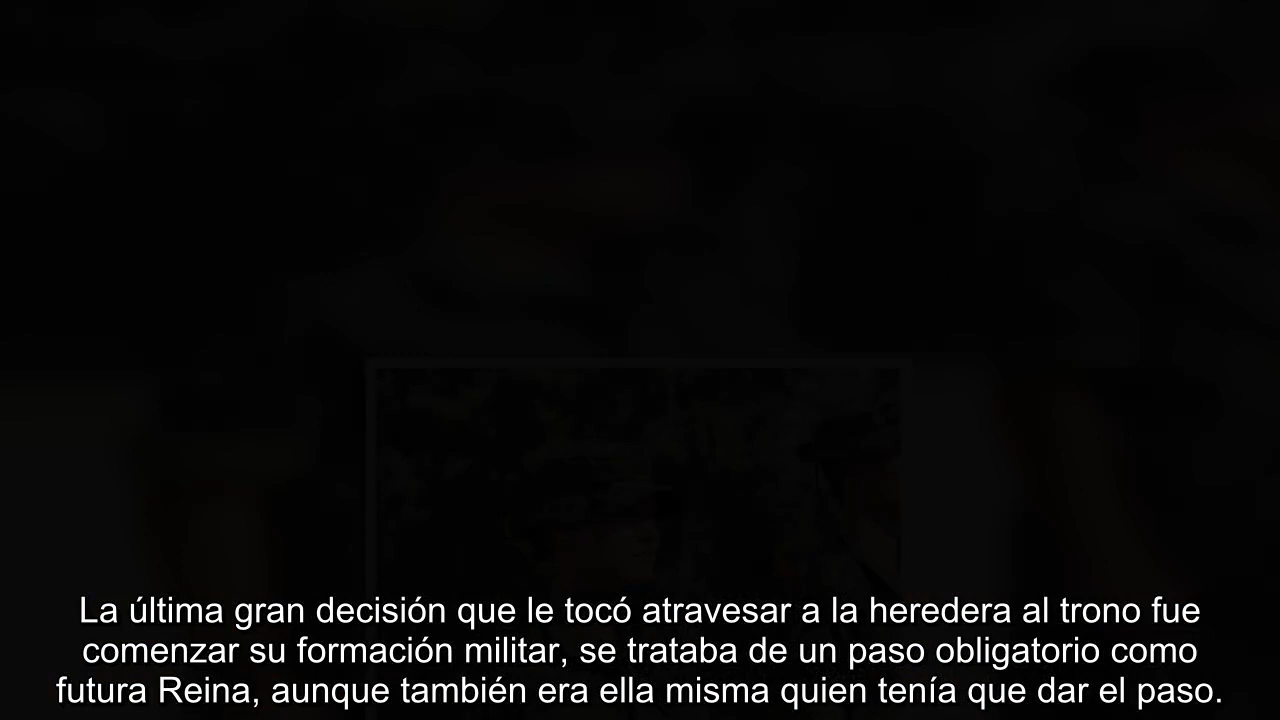 La última gran decisión que le tocó atravesar a la heredera al trono fue
comenzar su formación militar, se trataba de un paso obligatorio como
futura Reina, aunque también era ella misma quien tenía que dar el paso.